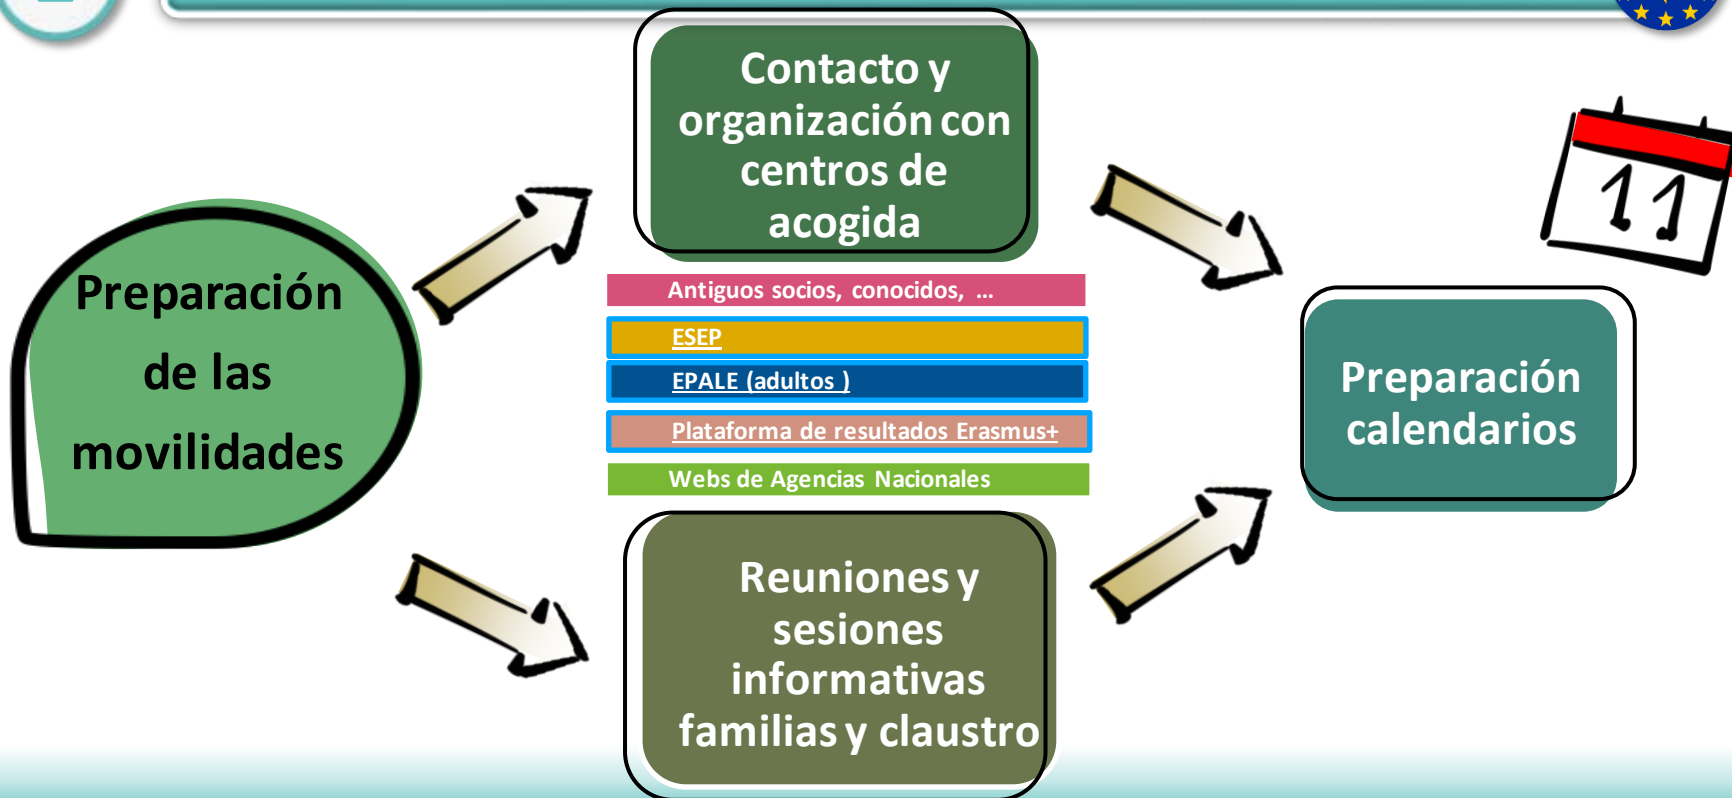 Preparación
de las
movilidades
Contacto y
organización con
centros de
acogida
Antiguos socios, conocidos, ...
ESEP
EPALE (adultos )
Plataforma de resultados Erasmus+
Webs de Agencias Nacionales
Reuniones y
sesiones
informativas
familias y claustro
11
Preparación
calendarios